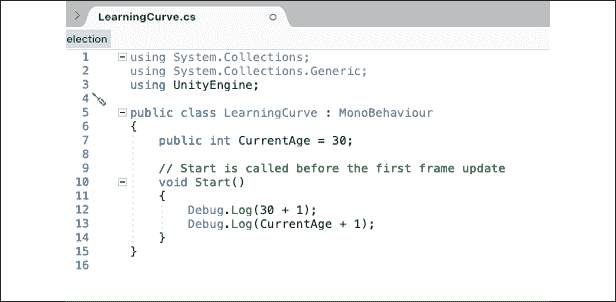 LearningCurve.cs
election
1 using System.Collections;
2 using System.Collections.Generic;
3 using UnityEngine;
4
5 public class LearningCurve : MonoBehaviour
6 {
7     public int CurrentAge = 30;
8
9     // Start is called before the first frame update
10     void Start()
11     {
12         Debug.Log(30 + 1);
13         Debug.Log(CurrentAge + 1);
14     }
15 }
16